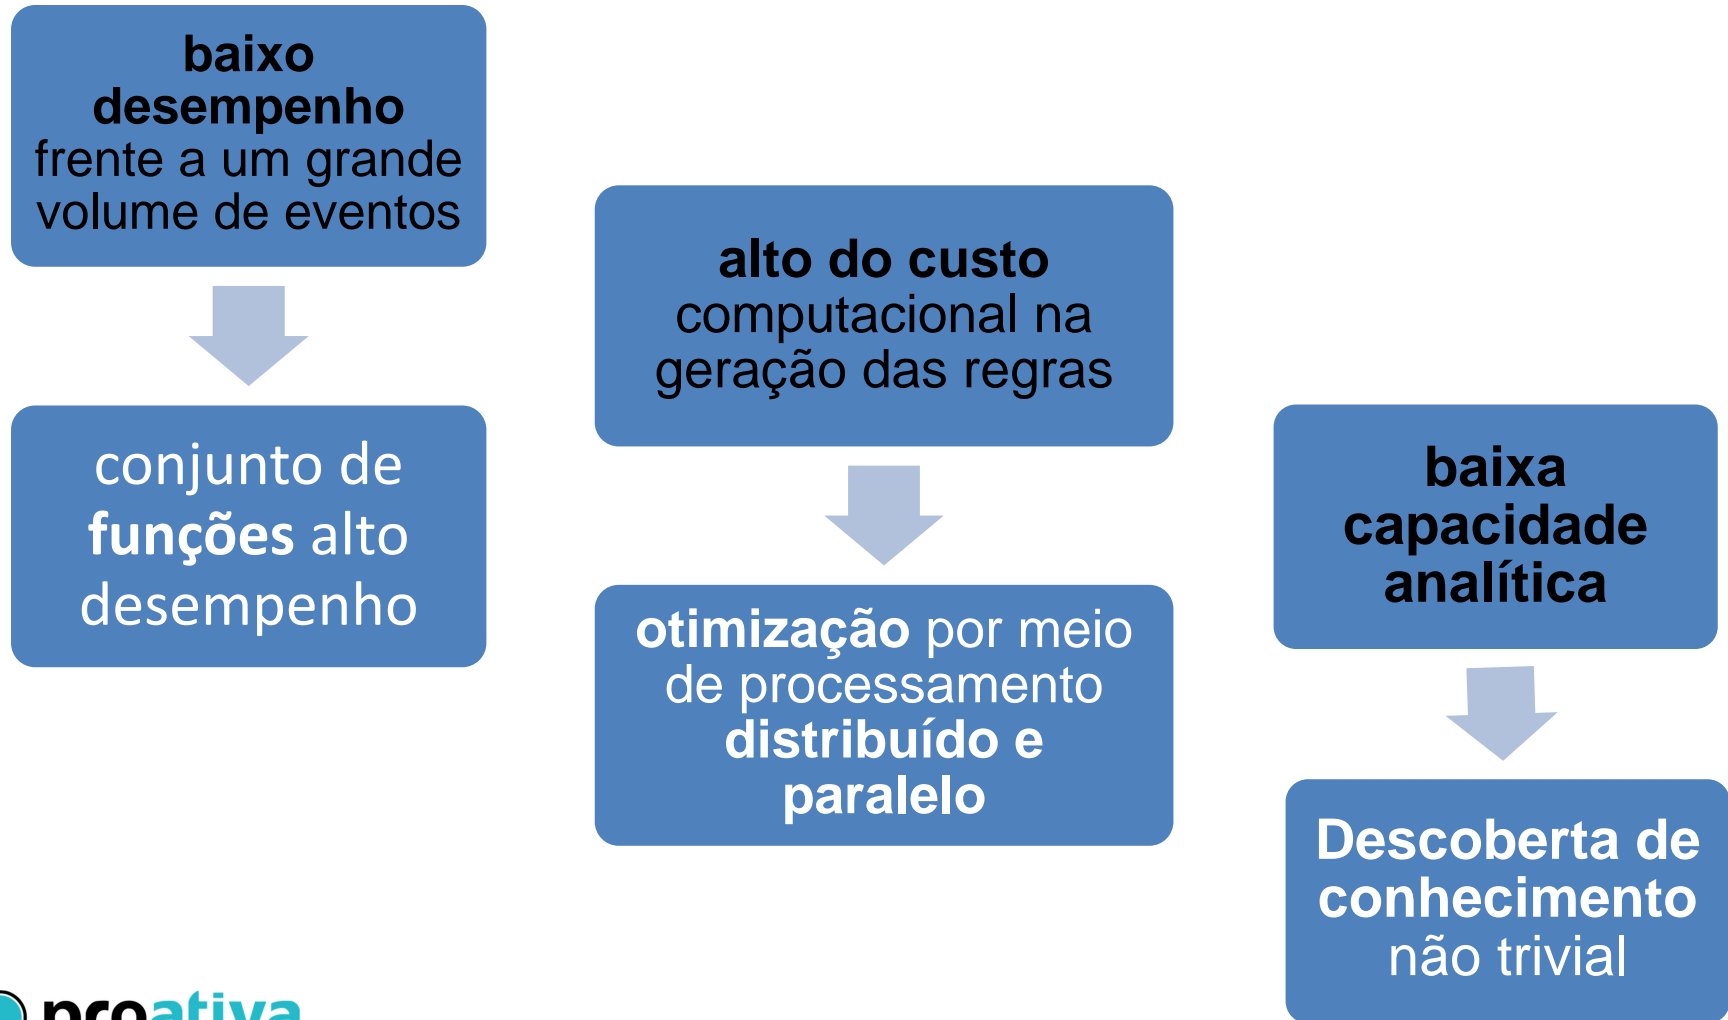 baixo
desempenho
frente a um grande
volume de eventos
conjunto de
funções alto
desempenho
alto do custo
computacional na
geração das regras
otimização por meio
de processamento
distribuído e
paralelo
baixa
capacidade
analítica
Descoberta de
conhecimento
não trivial
proativa